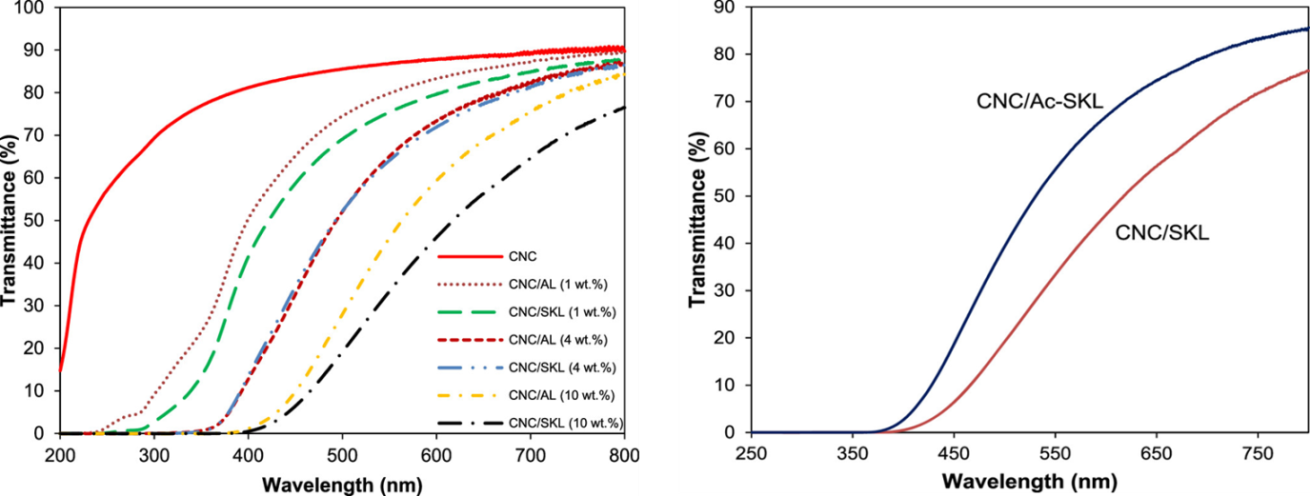 100
90
80
70
60
50
40
30
20
10
0
Transmittance (%)
200 300 400 500 600 700 800
Wavelength (nm)
CNC
CNC/AL (1 wt.%)
CNC/SKL (1 wt.%)
CNC/AL (4 wt.%)
CNC/SKL (4 wt.%)
CNC/AL (10 wt.%)
CNC/SKL (10 wt.%)
90
80
70
60
50
40
30
20
10
0
Transmittance (%)
CNC/Ac-SKL
CNC/SKL
250 350 450 550 650 750
Wavelength (nm)